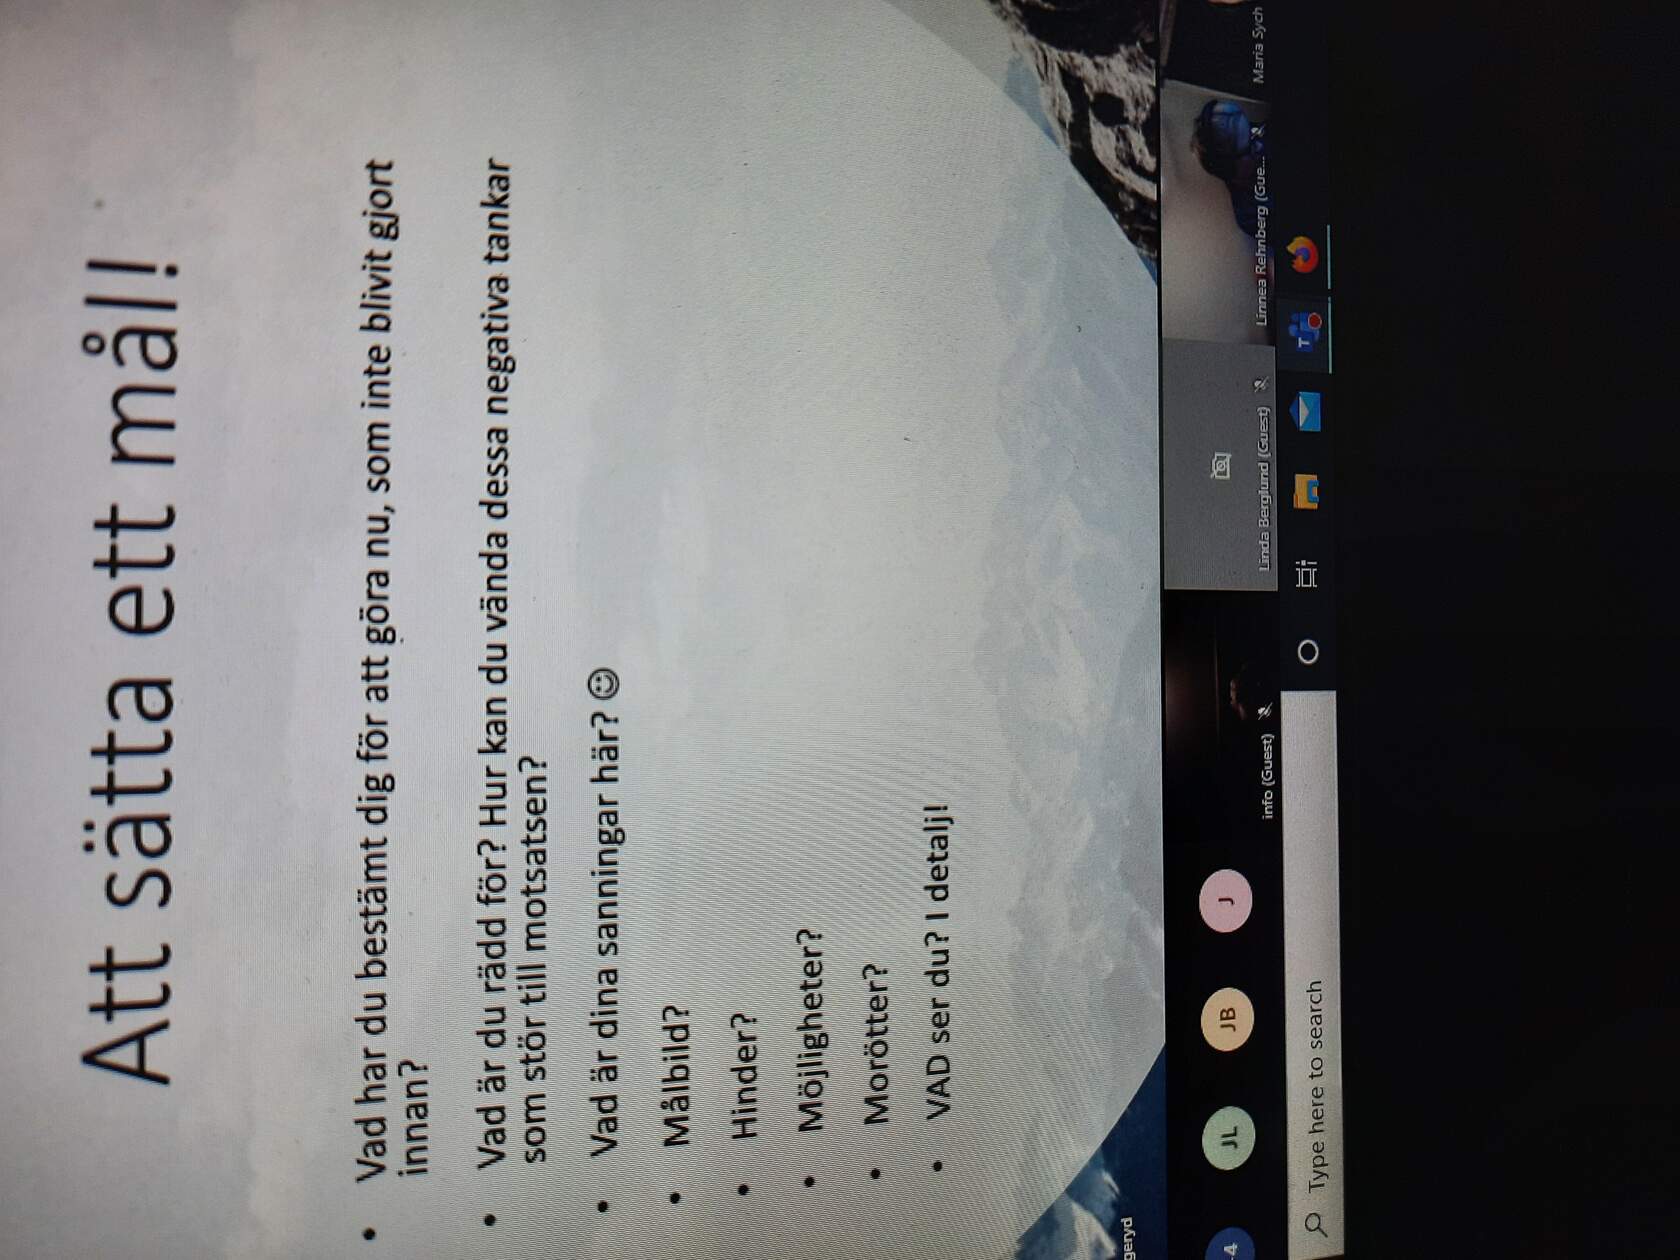 Att sätta ett mål!
• Vad har du bestämt dig för att göra nu, som inte blivit gjort
innan?
• Vad är du rädd för? Hur kan du vända dessa negativa tankar
som stör till motsatsen?
• Vad är dina sanningar här? ☺
• Målbild?
• Hinder?
• Möjligheter?
• Morötter?
• VAD ser du? I detalj!
geryd
4 JL JB J
info (Guest) Linda Berglund (Guest) Linnea Rehnberg (Gue... Maria Sych
Type here to search